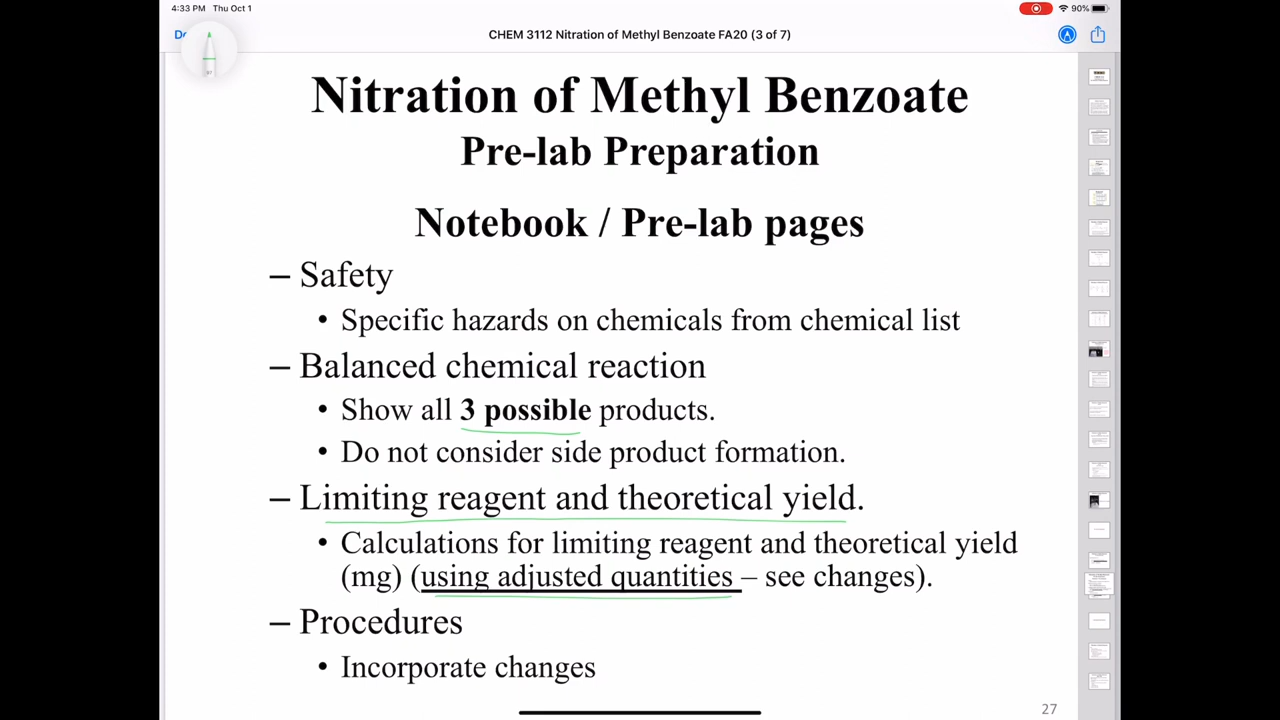 4:33 PM Thu Oct 1
90%
CHEM 3112 Nitration of Methyl Benzoate FA20 (3 of 7)
Nitration of Methyl Benzoate
Pre-lab Preparation
Notebook / Pre-lab pages
– Safety
• Specific hazards on chemicals from chemical list
– Balanced chemical reaction
• Show all 3 possible products.
• Do not consider side product formation.
– Limiting reagent and theoretical yield.
• Calculations for limiting reagent and theoretical yield
(mg) (using adjusted quantities – see changes).
– Procedures
• Incorporate changes
27